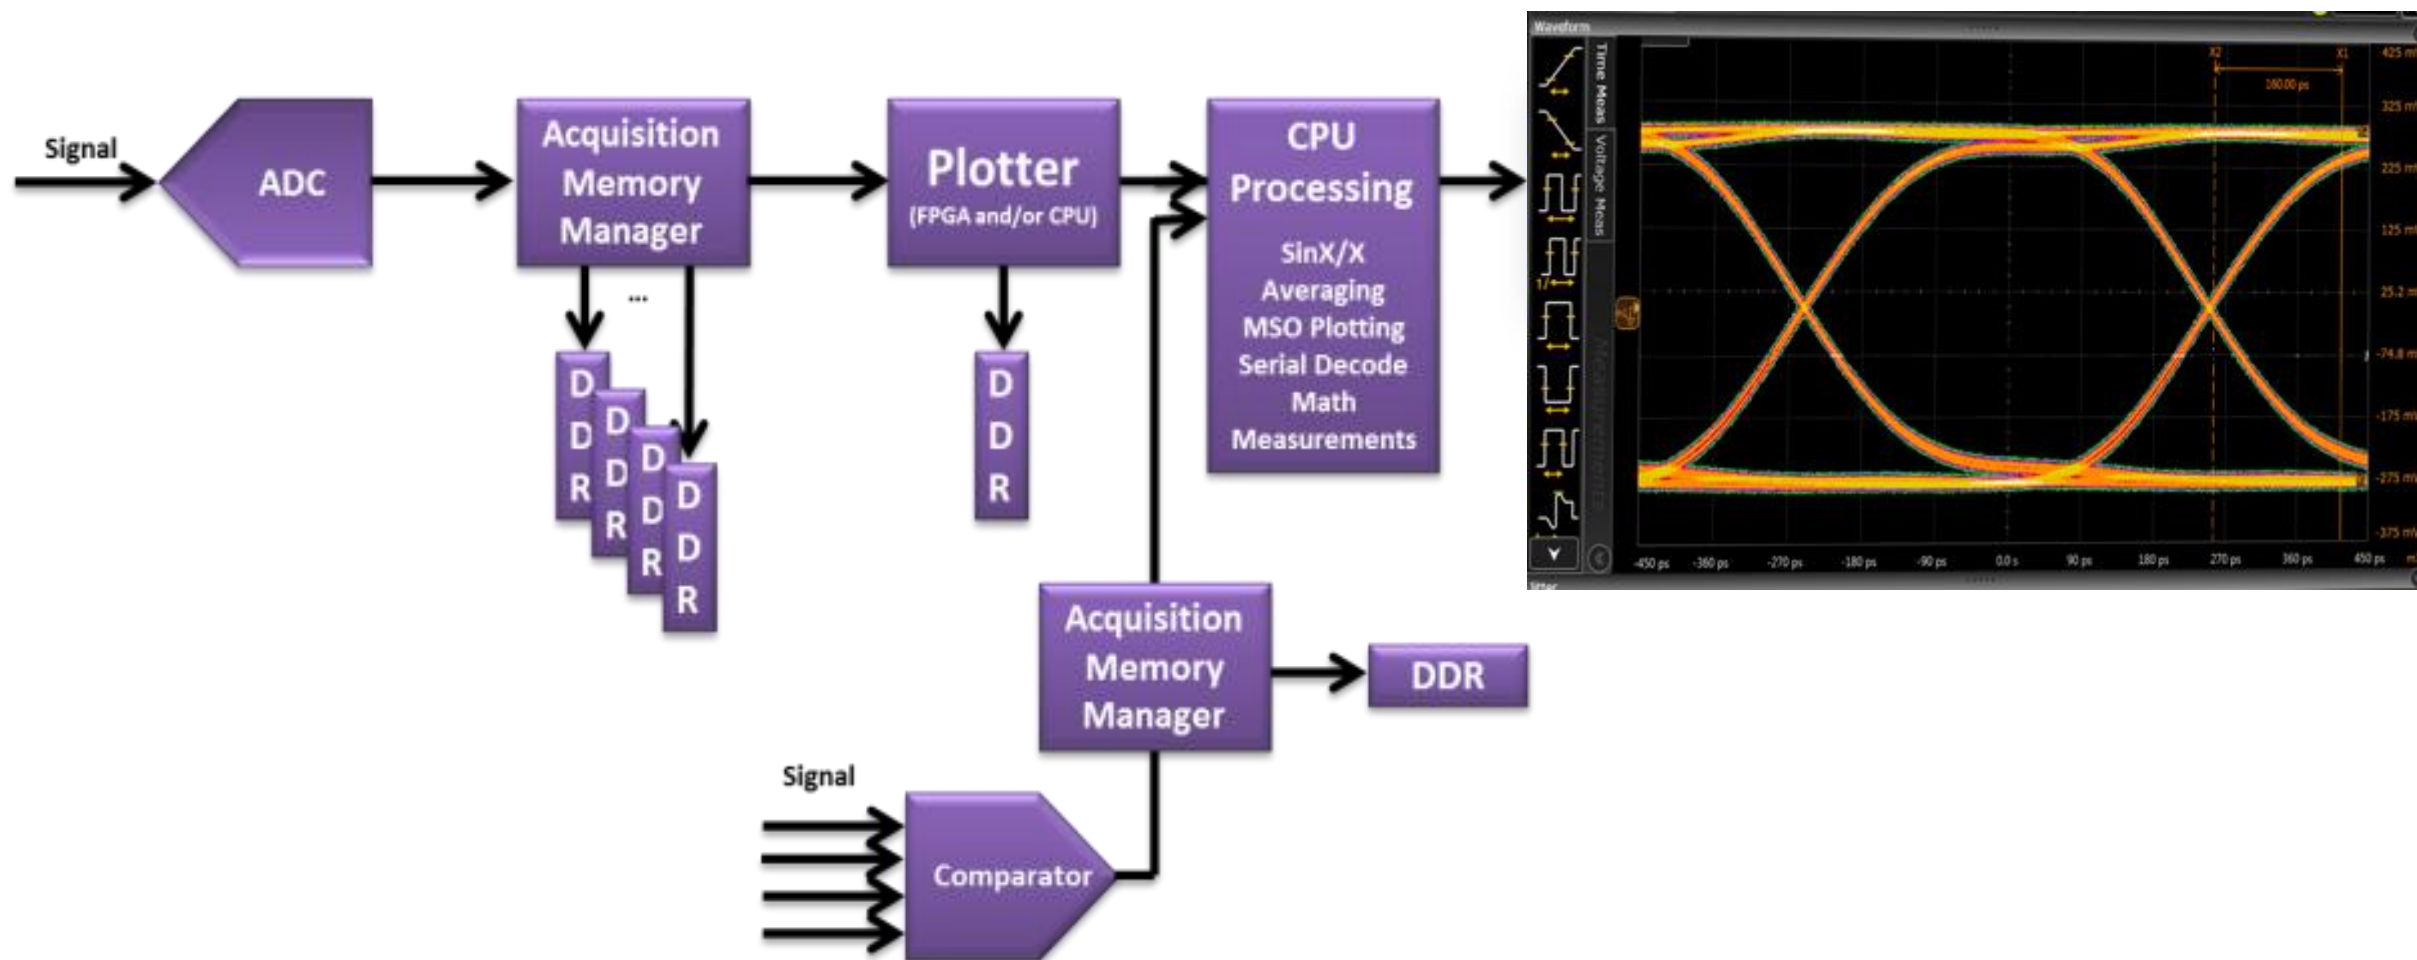 Signal
ADC
Acquisition
Memory
Manager
...
D
D
R
D
D
R
D
D
R
D
D
R
Plotter
(FPGA and/or CPU)
D
D
R
CPU
Processing
SinX/X
Averaging
MSO Plotting
Serial Decode
Math
Measurements
Acquisition
Memory
Manager
DDR
Signal
Comparator
Waveform
Time Meas
Voltage Meas
Measurements
1/
X2
X1
160.00 ps
425 m
325 m
225 m
125 m
25.2 m
-74.8 m
-175 m
-275 m
-375 m
-450 ps
-360 ps
-270 ps
-180 ps
-90 ps
0.0 s
90 ps
180 ps
270 ps
360 ps
450 ps
Jitter